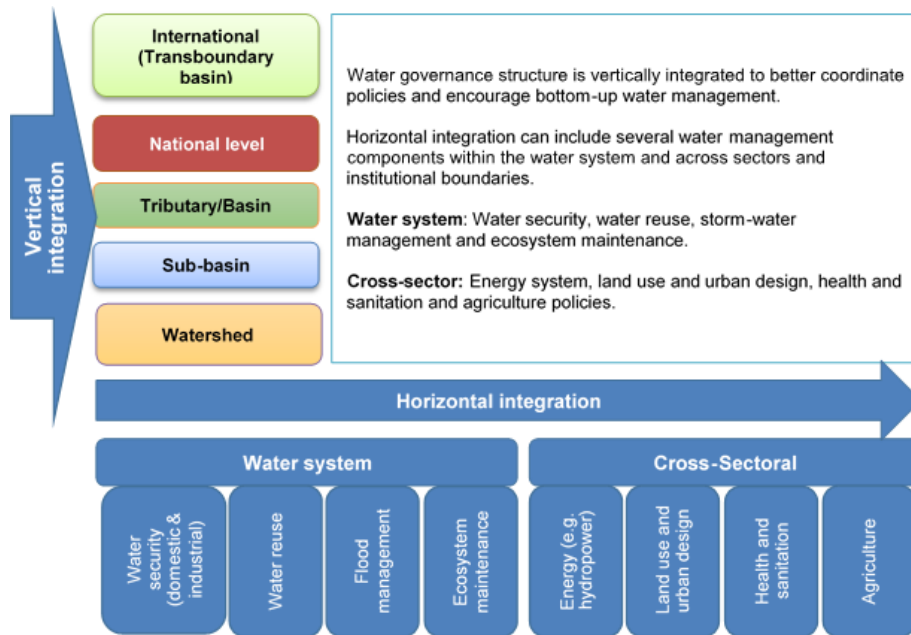 Vertical
integration
International
(Transboundary
basin)
National level
Tributary/Basin
Sub-basin
Watershed
Water governance structure is vertically integrated to better coordinate
policies and encourage bottom-up water management.
Horizontal integration can include several water management
components within the water system and across sectors and
institutional boundaries.
Water system: Water security, water reuse, storm-water
management and ecosystem maintenance.
Cross-sector: Energy system, land use and urban design, health and
sanitation and agriculture policies.
Horizontal integration
Water system
Cross-Sectoral
Water
security
(domestic &
industrial)
Water reuse
Flood
management
Ecosystem
maintenance
Energy (e.g.
hydropower)
Land use and
urban design
Health and
sanitation
Agriculture